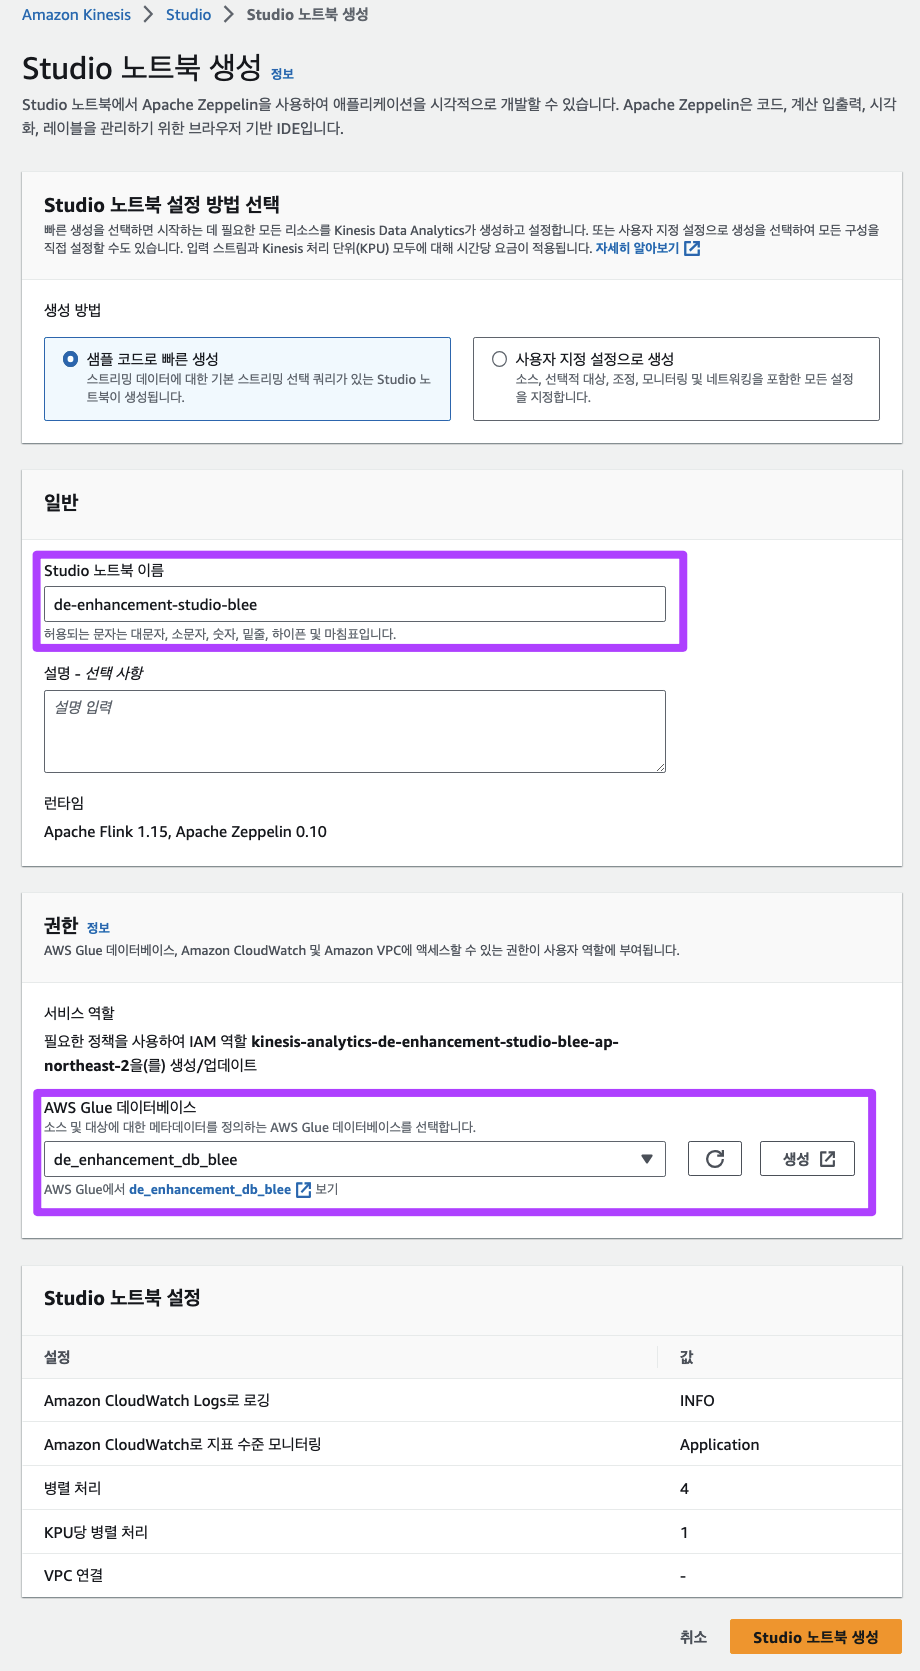 Amazon Kinesis > Studio > Studio 노트북 생성
Studio 노트북 생성 정보
Studio 노트북에서 Apache Zeppelin을 사용하여 애플리케이션을 시각적으로 개발할 수 있습니다. Apache Zeppelin은 코드, 계산 입출력, 시각
화, 레이블을 관리하기 위한 브라우저 기반 IDE입니다.
Studio 노트북 설정 방법 선택
빠른 생성을 선택하면 시작하는 데 필요한 모든 리소스를 Kinesis Data Analytics가 생성하고 설정합니다. 또는 사용자 지정 설정으로 생성을 선택하여 모든 구성을
직접 설정할 수도 있습니다. 입력 스트림과 Kinesis 처리 단위(KPU) 모두에 대해 시간당 요금이 적용됩니다. 자세히 알아보기
생성 방법
샘플 코드로 빠른 생성
스트리밍 데이터에 대한 기본 스트리밍 선택 쿼리가 있는 Studio 노
트북이 생성됩니다.
사용자 지정 설정으로 생성
소스, 선택적 대상, 조정, 모니터링 및 네트워킹을 포함한 모든 설정
을 지정합니다.
일반
Studio 노트북 이름
de-enhancement-studio-blee
허용되는 문자는 대문자, 소문자, 숫자, 밑줄, 하이픈 및 마침표입니다.
설명 - 선택 사항
설명 입력
런타임
Apache Flink 1.15, Apache Zeppelin 0.10
권한 정보
AWS Glue 데이터베이스, Amazon CloudWatch 및 Amazon VPC에 액세스할 수 있는 권한이 사용자 역할에 부여됩니다.
서비스 역할
필요한 정책을 사용하여 IAM 역할 kinesis-analytics-de-enhancement-studio-blee-ap-
northeast-2을(를) 생성/업데이트
AWS Glue 데이터베이스
소스 및 대상에 대한 메타데이터를 정의하는 AWS Glue 데이터베이스를 선택합니다.
de_enhancement_db_blee
생성
AWS Glue에서 de_enhancement_db_blee 보기
Studio 노트북 설정
설정 값
Amazon CloudWatch Logs로 로깅 INFO
Amazon CloudWatch로 지표 수준 모니터링 Application
병렬 처리 4
KPU당 병렬 처리 1
VPC 연결 -
취소 Studio 노트북 생성